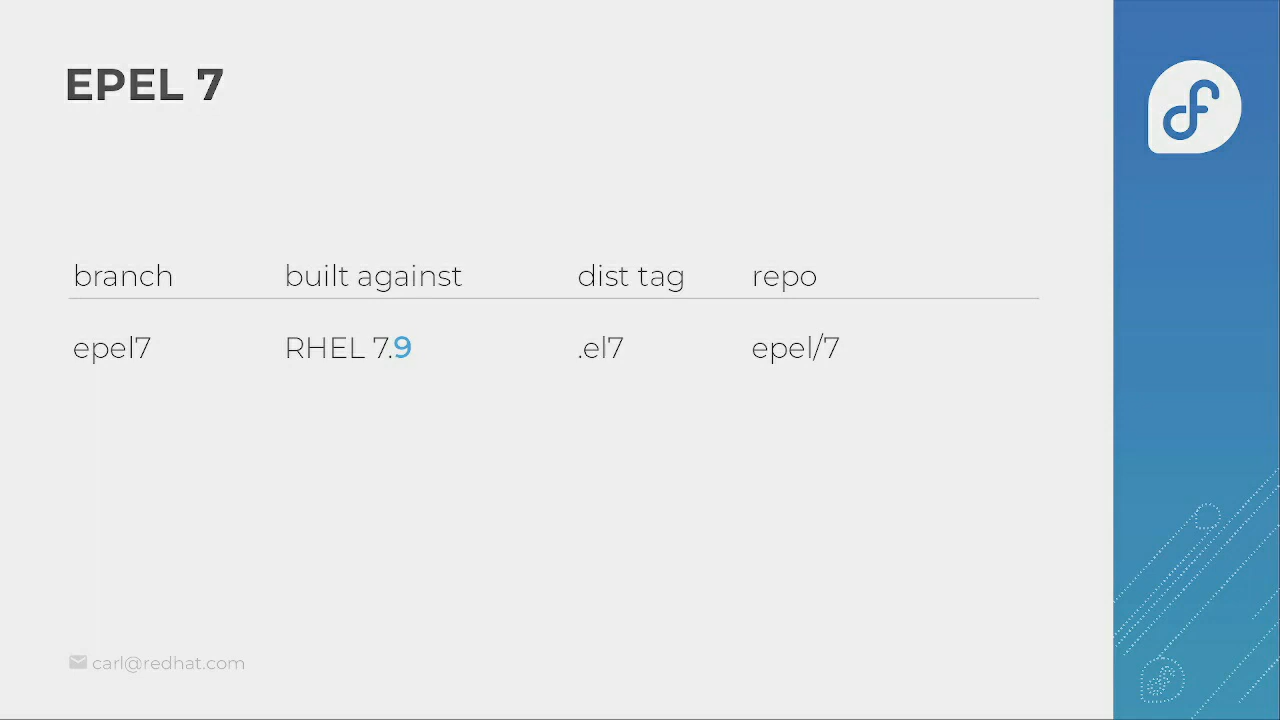 EPEL 7
branch built against dist tag repo
epel7 RHEL 7.9 .el7 epel/7
carl@redhat.com